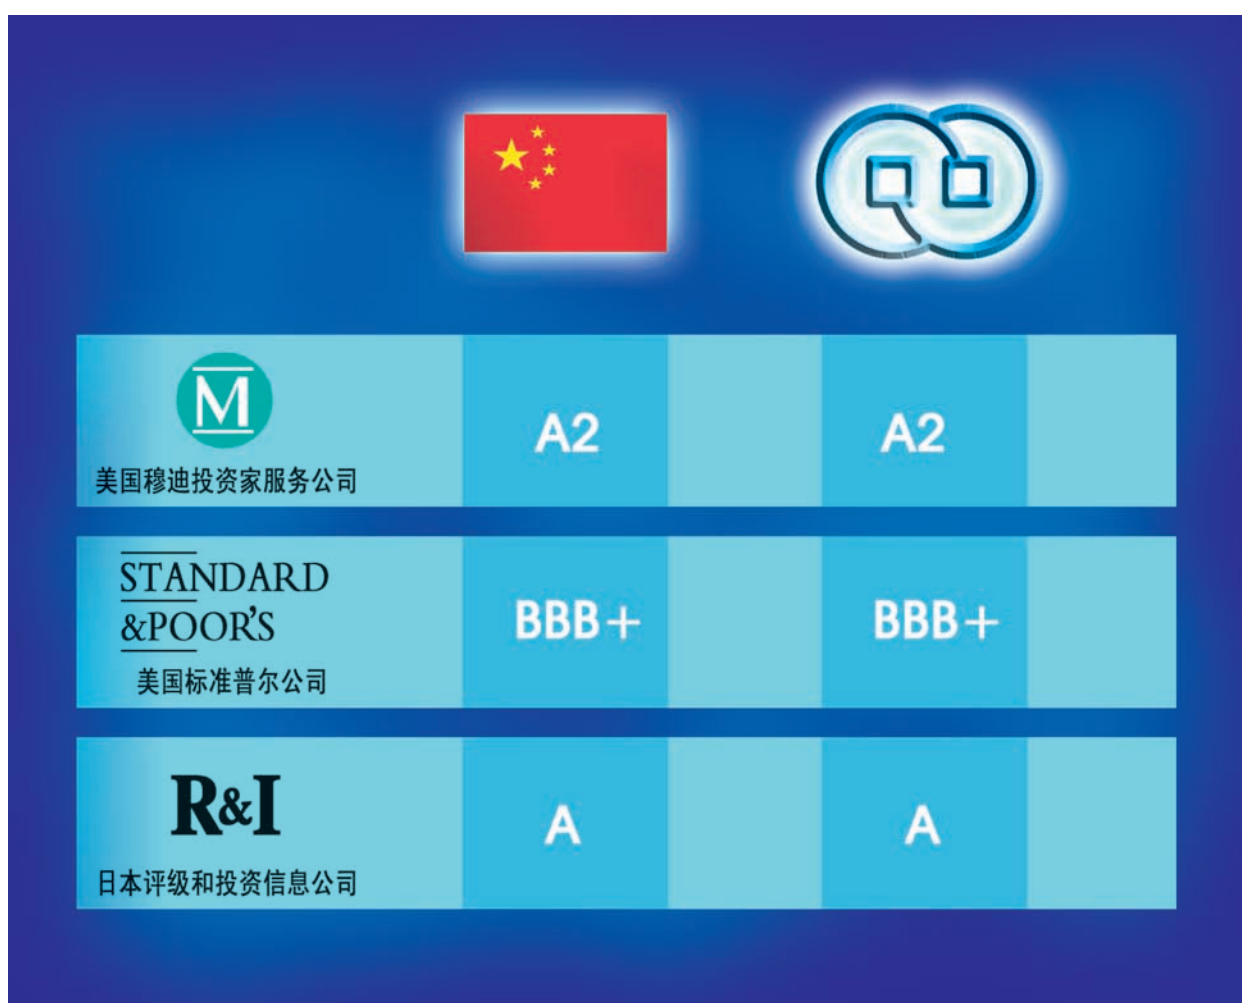 M
A2
A2
美国穆迪投资家服务公司
STANDARD
&POOR'S
BBB+
BBB+
美国标准普尔公司
R&I
A
A
日本评级和投资信息公司